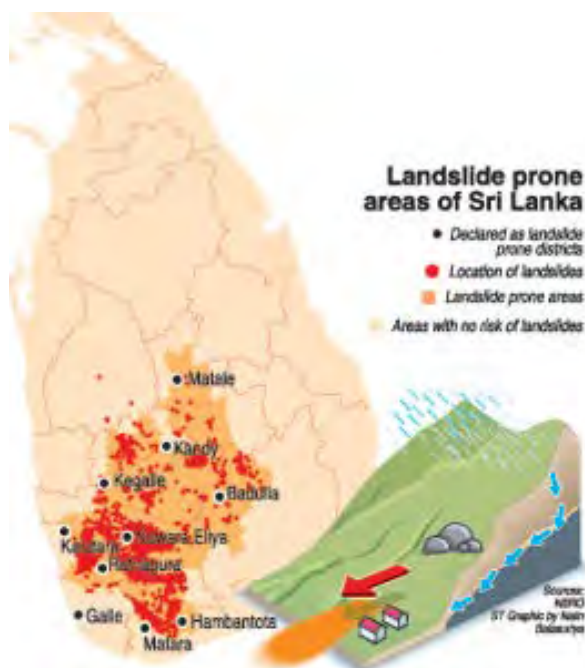 Landslide prone
areas of Sri Lanka
Declared as landslide
prone districts
Location of landslides
Landslide prone areas
Areas with no risk of landslides
Matale
Kandy
Kegalle
Badulla
Nuwara Eliya
Kalutara
Ratnapura
Galle
Hambantota
Matara
Sources:
NBRO
ST Graphic by Nalin